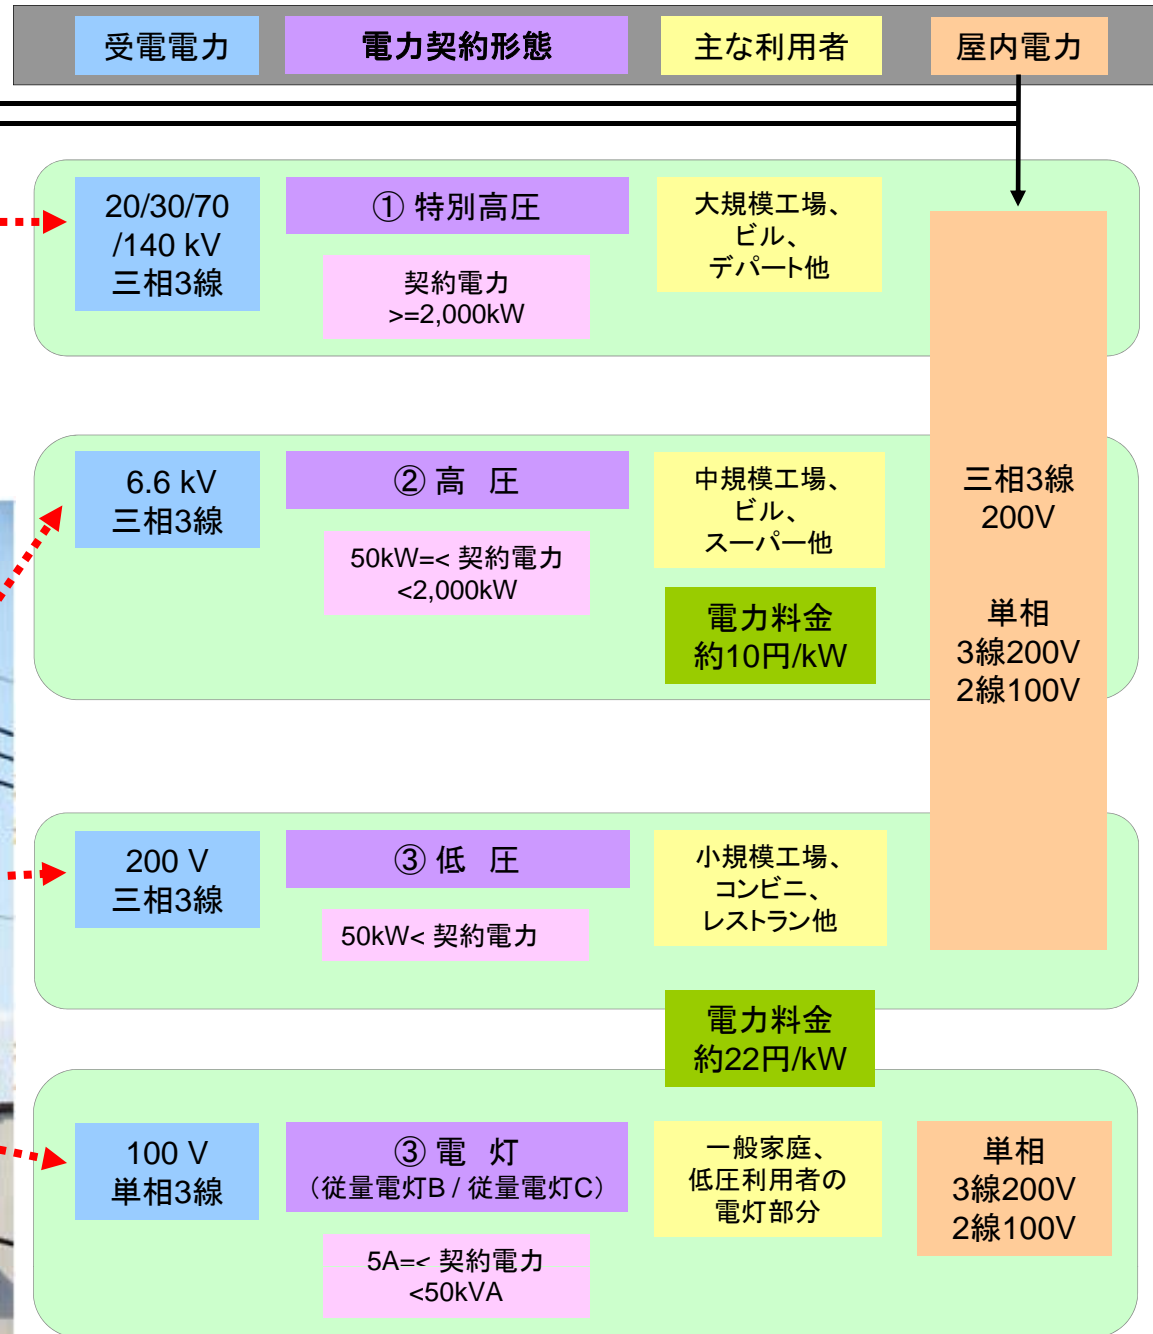 受電電力
電力契約形態
主な利用者
屋内電力
20/30/70
/140 kV
三相3線
① 特別高圧
契約電力
>=2,000kW
大規模工場、
ビル、
デパート他
6.6 kV
三相3線
② 高 圧
50kW=< 契約電力
<2,000kW
中規模工場、
ビル、
スーパー他
電力料金
約10円/kW
三相3線
200V
単相
3線200V
2線100V
200 V
三相3線
③ 低 圧
50kW< 契約電力
小規模工場、
コンビニ、
レストラン他
電力料金
約22円/kW
100 V
単相3線
③ 電 灯
（従量電灯B / 従量電灯C）
5A=< 契約電力
<50kVA
一般家庭、
低圧利用者の
電灯部分
単相
3線200V
2線100V